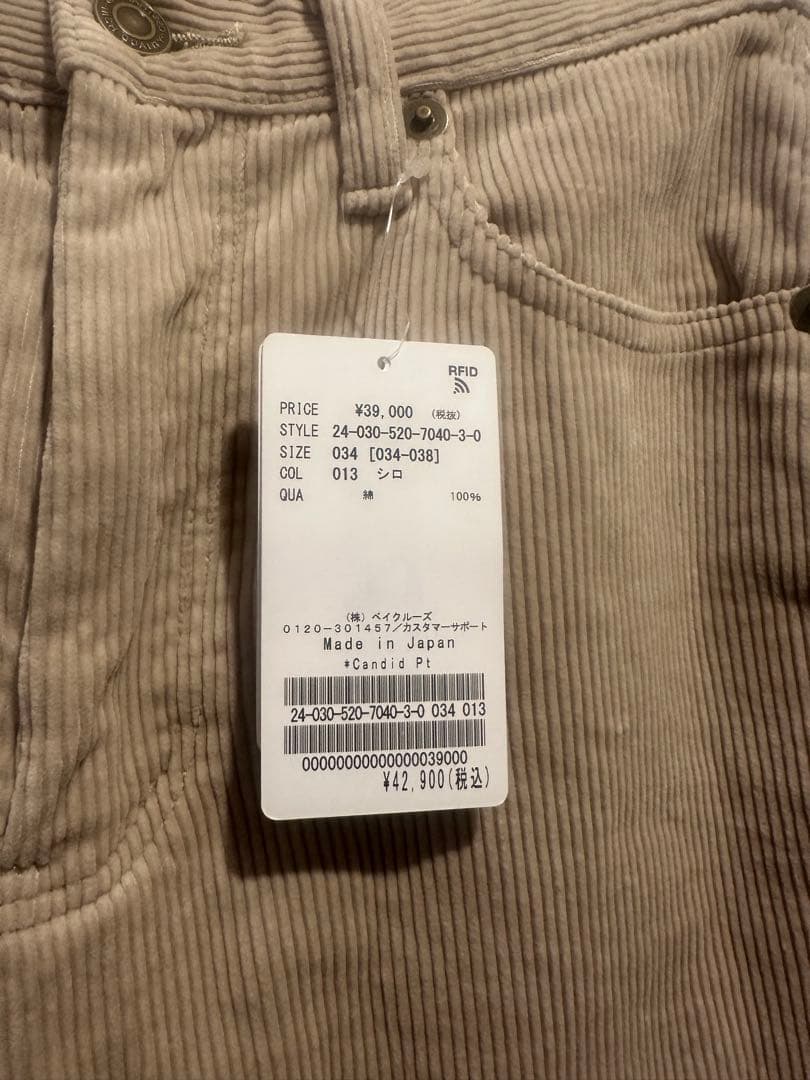 RFID
PRICE ¥39,000 (税抜)
STYLE 24-030-520-7040-3-0
SIZE 034 [034-038]
COL 013 シロ
QUA 綿 100%
(株) ベイクルーズ
0120-301457/カスタマーサポート
Made in Japan
*Candid Pt
24-030-520-7040-3-0 034 013
00000000000000039000
¥42,900(税込)